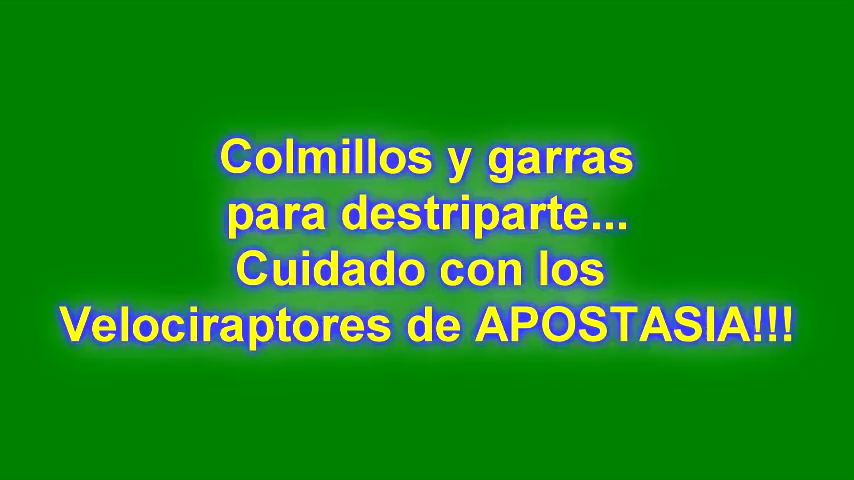 Colmillos y garras
para destriparte...
Cuidado con los
Velociraptores de APOSTASIA!!!